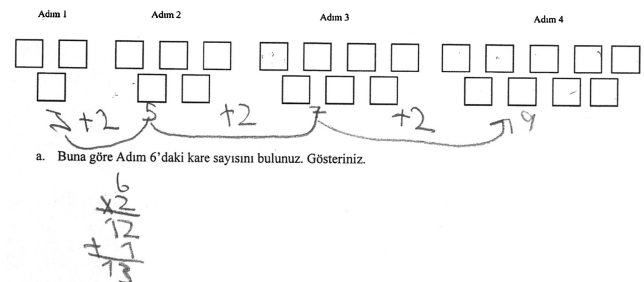 Adım 1 Adım 2 Adım 3 Adım 4
3 +2 5 +2 7 +2 9
a. Buna göre Adım 6'daki kare sayısını bulunuz. Gösteriniz.
6
x2
12
+ 1
13